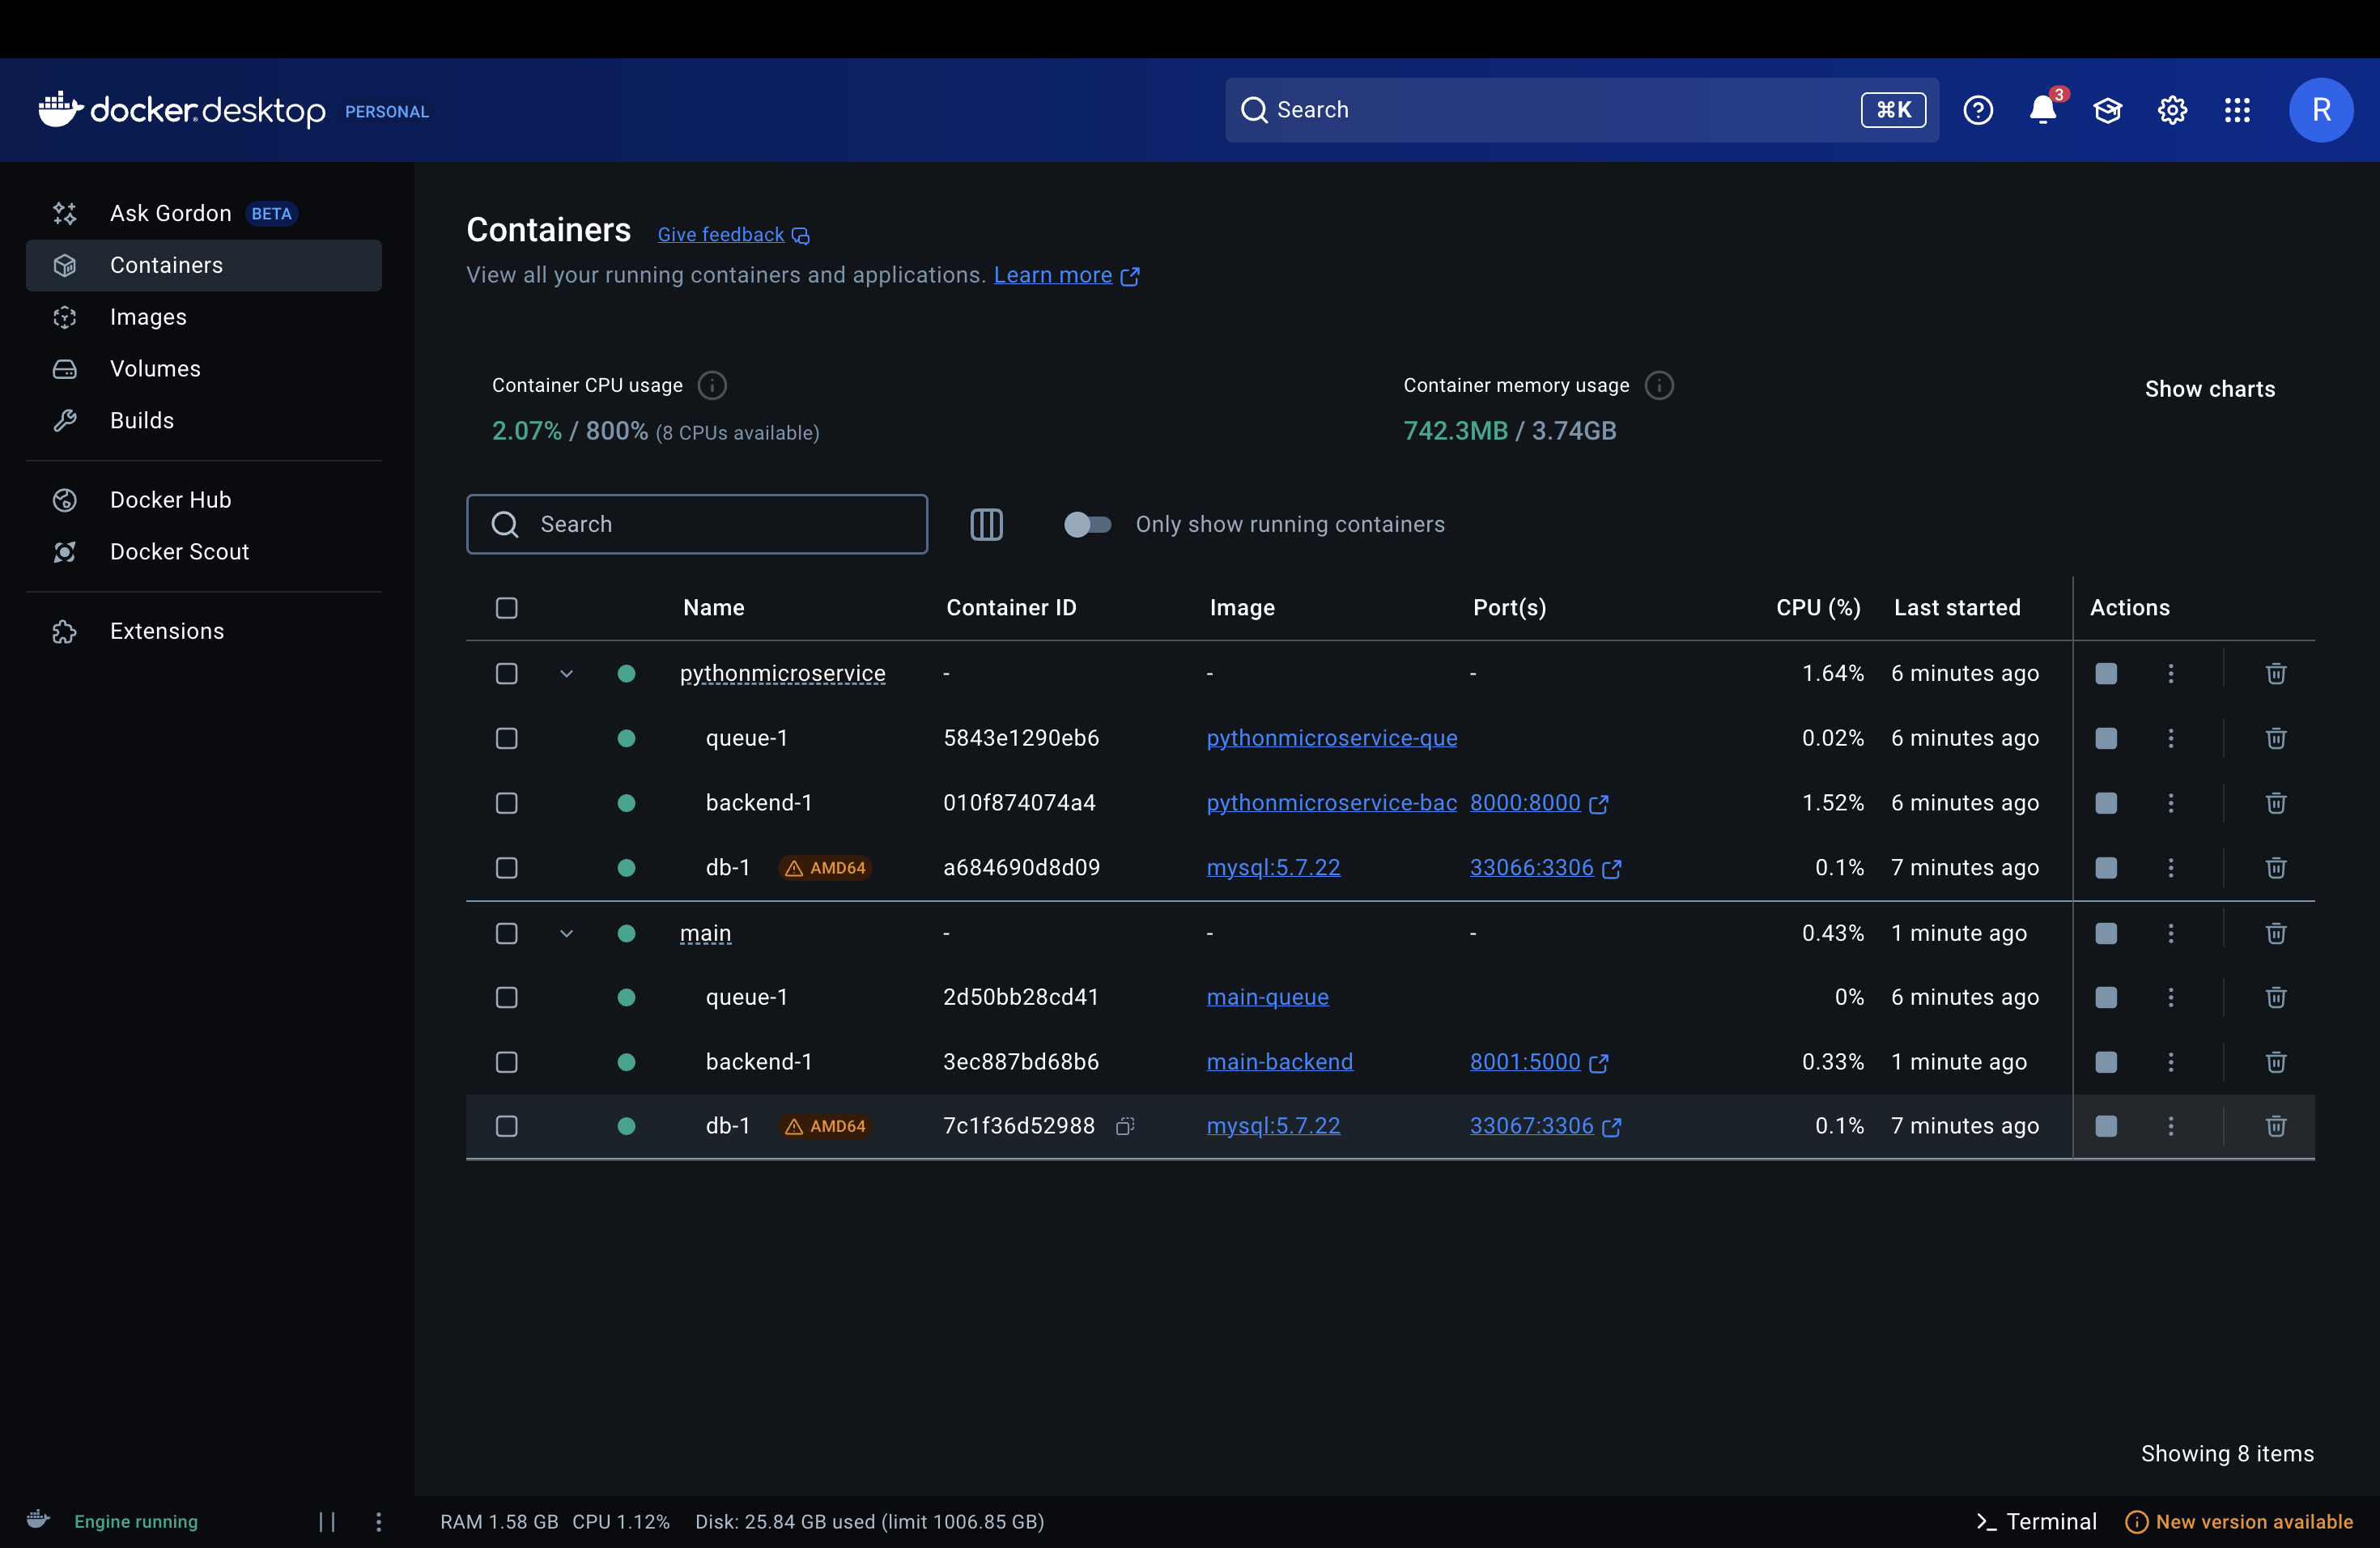 docker desktop PERSONAL
Search ⌘K 3 R
Ask Gordon BETA
Containers
Images
Volumes
Builds
Docker Hub
Docker Scout
Extensions
Containers Give feedback
View all your running containers and applications. Learn more
Container CPU usage
2.07% / 800% (8 CPUs available)
Container memory usage
742.3MB / 3.74GB
Show charts
Search
Only show running containers
Name Container ID Image Port(s) CPU (%) Last started Actions
pythonmicroservice - - - 1.64% 6 minutes ago
queue-1 5843e1290eb6 pythonmicroservice-que 0.02% 6 minutes ago
backend-1 010f874074a4 pythonmicroservice-bac 8000:8000 1.52% 6 minutes ago
db-1 AMD64 a684690d8d09 mysql:5.7.22 33066:3306 0.1% 7 minutes ago
main - - - 0.43% 1 minute ago
queue-1 2d50bb28cd41 main-queue 0% 6 minutes ago
backend-1 3ec887bd68b6 main-backend 8001:5000 0.33% 1 minute ago
db-1 AMD64 7c1f36d52988 mysql:5.7.22 33067:3306 0.1% 7 minutes ago
Showing 8 items
Engine running
RAM 1.58 GB CPU 1.12% Disk: 25.84 GB used (limit 1006.85 GB)
Terminal
New version available